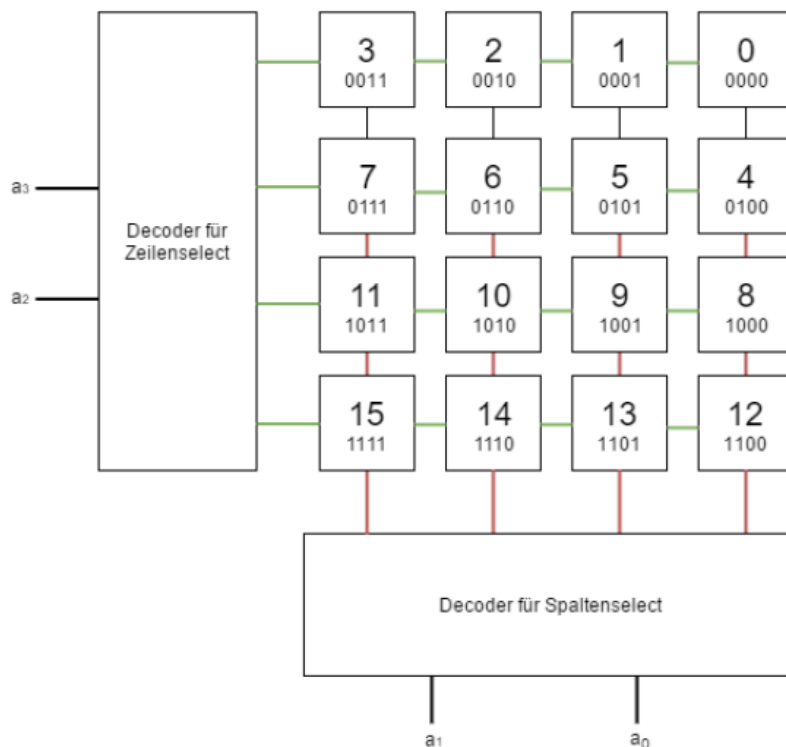 3 2 1 0
0011 0010 0001 0000
7 6 5 4
0111 0110 0101 0100
a3
Decoder für
Zeilenselect
a2
11 10 9 8
1011 1010 1001 1000
15 14 13 12
1111 1110 1101 1100
Decoder für Spaltenselect
a1 a0